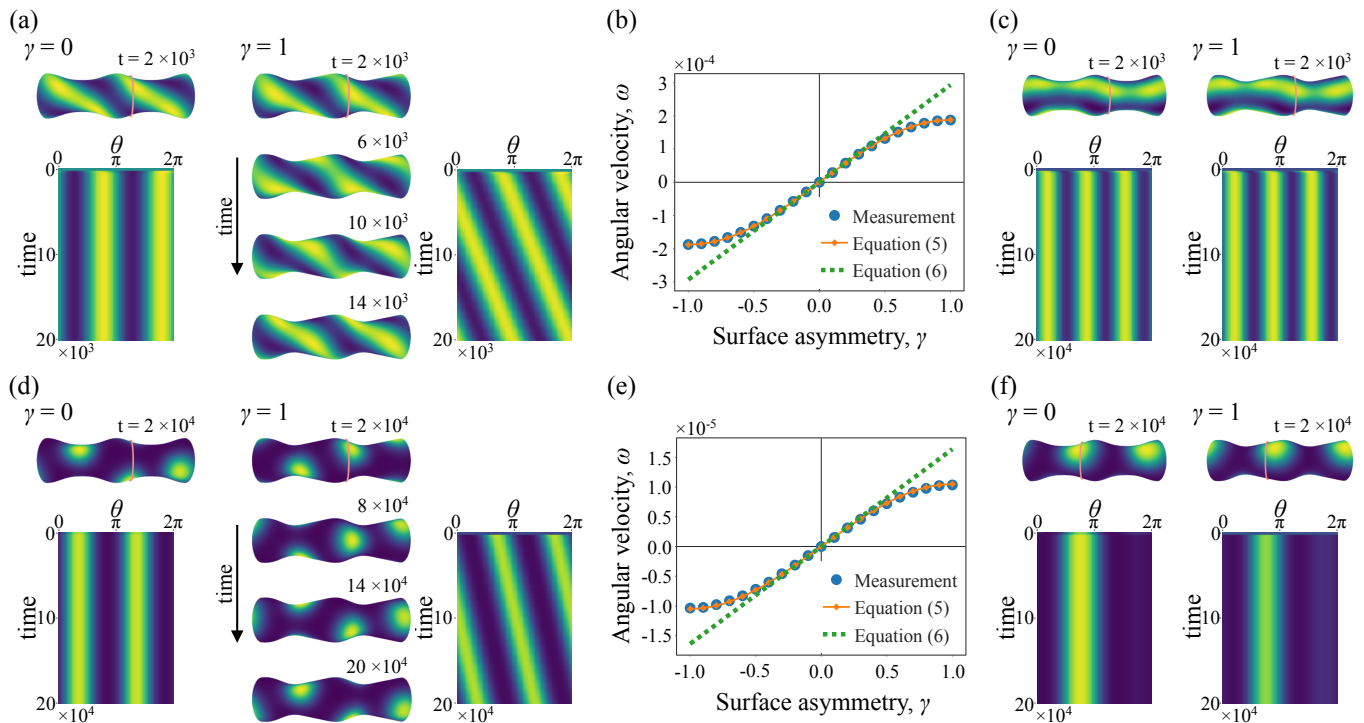 (a)
γ = 0
t = 2 ×10³
0
θ
π
2π
0
time
10
20
×10³
γ = 1
t = 2 ×10³
6 ×10³
time
10 ×10³
14 ×10³
0
θ
π
2π
0
time
10
20
×10³
(b)
×10⁻⁴
Angular velocity, ω
3
2
1
0
-1
-2
-3
-1.0
-0.5
0.0
0.5
1.0
Surface asymmetry, γ
Measurement
Equation (5)
Equation (6)
(c)
γ = 0
t = 2 ×10³
0
θ
π
2π
0
time
10
20
×10⁴
γ = 1
t = 2 ×10³
0
θ
π
2π
0
time
10
20
×10⁴
(d)
γ = 0
t = 2 ×10⁴
0
θ
π
2π
0
time
10
20
×10⁴
γ = 1
t = 2 ×10⁴
8 ×10⁴
time
14 ×10⁴
20 ×10⁴
0
θ
π
2π
0
time
10
20
×10⁴
(e)
×10⁻⁵
Angular velocity, ω
1.5
1.0
0.5
0.0
-0.5
-1.0
-1.5
-1.0
-0.5
0.0
0.5
1.0
Surface asymmetry, γ
Measurement
Equation (5)
Equation (6)
(f)
γ = 0
t = 2 ×10⁴
0
θ
π
2π
0
time
10
20
×10⁴
γ = 1
t = 2 ×10⁴
0
θ
π
2π
0
time
10
20
×10⁴